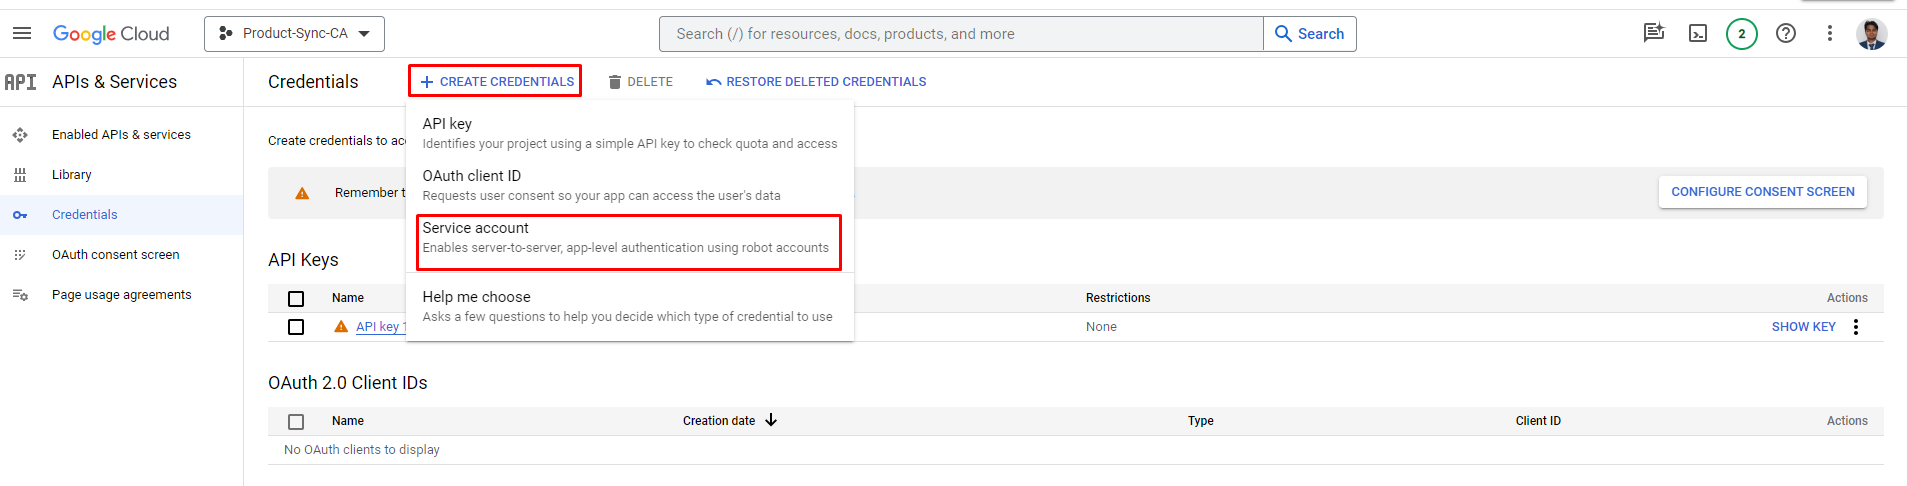 Google Cloud
Product-Sync-CA
Search (/) for resources, docs, products, and more
Search
2
API
APIs & Services
Credentials
CREATE CREDENTIALS
DELETE
RESTORE DELETED CREDENTIALS
Enabled APIs & services
Library
Credentials
OAuth consent screen
Page usage agreements
API key
Identifies your project using a simple API key to check quota and access
OAuth client ID
Requests user consent so your app can access the user's data
Service account
Enables server-to-server, app-level authentication using robot accounts
Help me choose
Asks a few questions to help you decide which type of credential to use
Create credentials to
Remember
CONFIGURE CONSENT SCREEN
API Keys
Name Restrictions Actions
API key None SHOW KEY
OAuth 2.0 Client IDs
Name Creation date Type Client ID Actions
No OAuth clients to display